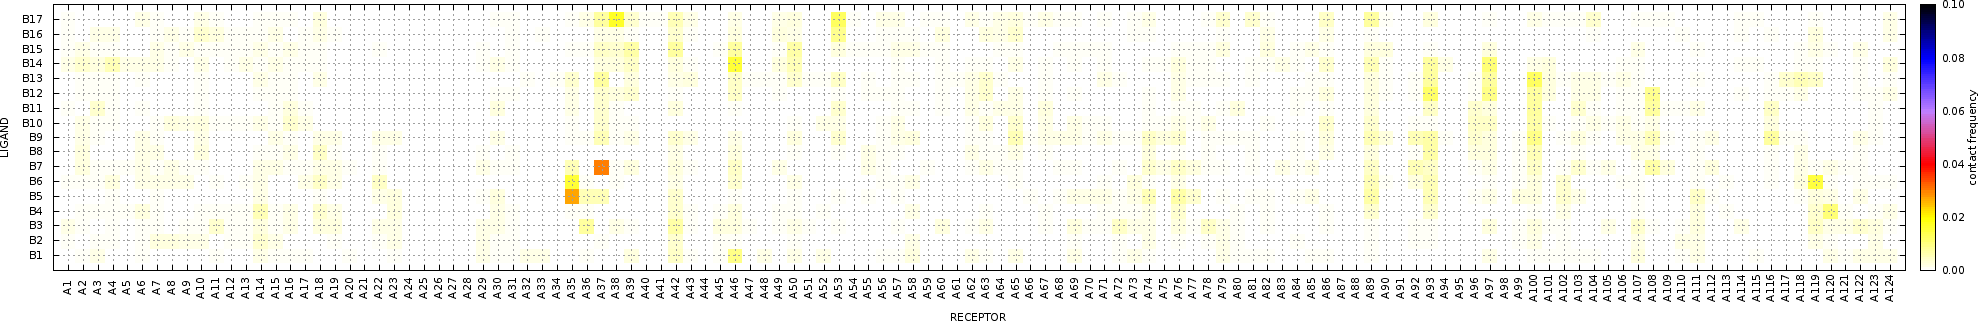 B17
B16
B15
B14
B13
B12
B11
B10
B9
B8
B7
B6
B5
B4
B3
B2
B1
LIGAND
A1 A2 A3 A4 A5 A6 A7 A8 A9 A10 A11 A12 A13 A14 A15 A16 A17 A18 A19 A20 A21 A22 A23 A24 A25 A26 A27 A28 A29 A30 A31 A32 A33 A34 A35 A36 A37 A38 A39 A40 A41 A42 A43 A44 A45 A46 A47 A48 A49 A50 A51 A52 A53 A54 A55 A56 A57 A58 A59 A60 A61 A62 A63 A64 A65 A66 A67 A68 A69 A70 A71 A72 A73 A74 A75 A76 A77 A78 A79 A80 A81 A82 A83 A84 A85 A86 A87 A88 A89 A90 A91 A92 A93 A94 A95 A96 A97 A98 A99 A100 A101 A102 A103 A104 A105 A106 A107 A108 A109 A110 A111 A112 A113 A114 A115 A116 A117 A118 A119 A120 A121 A122 A123 A124
RECEPTOR
0.10
0.08
0.06
0.04
0.02
0.00
contact frequency